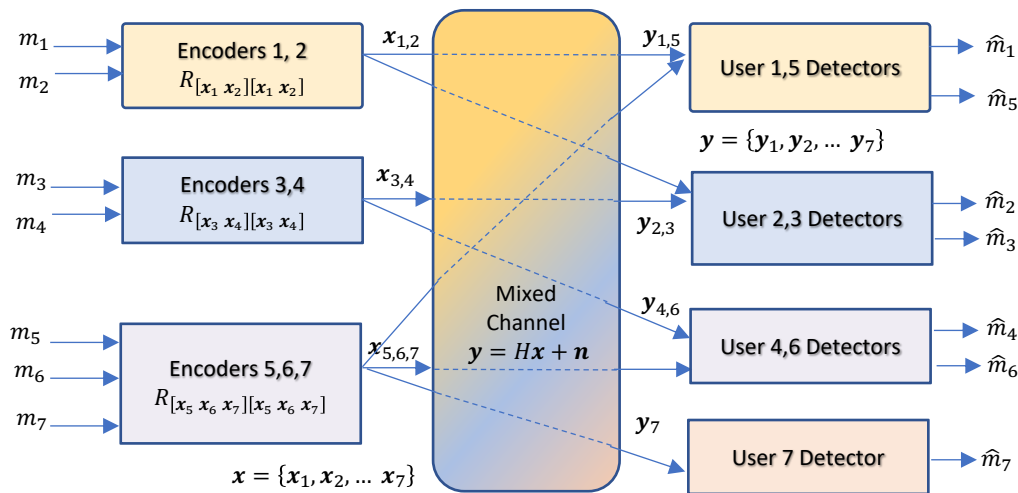 m₁
m₂
Encoders 1, 2
R[x₁ x₂][x₁ x₂]
x₁,₂
m₃
m₄
Encoders 3,4
R[x₃ x₄][x₃ x₄]
x₃,₄
m₅
m₆
m₇
Encoders 5,6,7
R[x₅ x₆ x₇][x₅ x₆ x₇]
x₅,₆,₇
x = {x₁, x₂, … x₇}
Mixed
Channel
y = Hx + n
y₁,₅
User 1,5 Detectors
m̂₁
m̂₅
y = {y₁, y₂, … y₇}
y₂,₃
User 2,3 Detectors
m̂₂
m̂₃
y₄,₆
User 4,6 Detectors
m̂₄
m̂₆
y₇
User 7 Detector
m̂₇